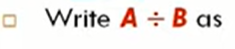 Write A ÷ B as